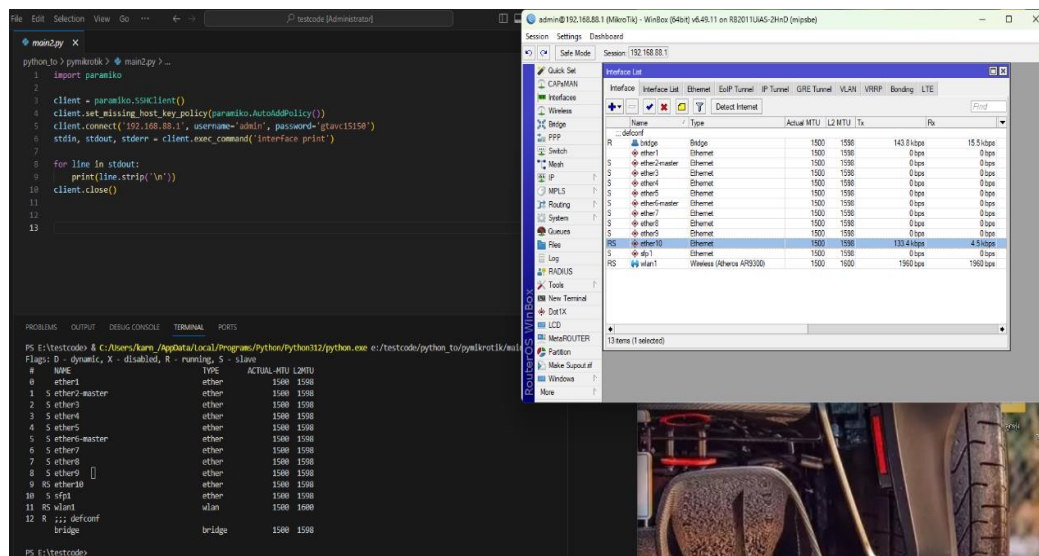 File Edit Selection View Go ··· ← → testcode [Administrator]
main2.py ×
python_to > pymikrotik > main2.py > ...
1 import paramiko
2
3 client = paramiko.SSHClient()
4 client.set_missing_host_key_policy(paramiko.AutoAddPolicy())
5 client.connect('192.168.88.1', username='admin', password='gtavc15150')
6 stdin, stdout, stderr = client.exec_command('interface print')
7
8 for line in stdout:
9 print(line.strip('\n'))
10 client.close()
11
12
13
PROBLEMS OUTPUT DEBUG CONSOLE TERMINAL PORTS
PS E:\testcode> & C:/Users/karn_/AppData/Local/Programs/Python/Python312/python.exe e:/testcode/python_to/pymikrotik/mai
Flags: D - dynamic, X - disabled, R - running, S - slave
# NAME TYPE ACTUAL-MTU L2MTU
0 ether1 ether 1500 1598
1 S ether2-master ether 1500 1598
2 S ether3 ether 1500 1598
3 S ether4 ether 1500 1598
4 S ether5 ether 1500 1598
5 S ether6-master ether 1500 1598
6 S ether7 ether 1500 1598
7 S ether8 ether 1500 1598
8 S ether9 ether 1500 1598
9 RS ether10 ether 1500 1598
10 S sfp1 ether 1500 1598
11 RS wlan1 wlan 1500 1600
12 R ;;; defconf
bridge bridge 1500 1598
PS E:\testcode>
admin@192.168.88.1 (MikroTik) - WinBox (64bit) v6.49.11 on RB2011UiAS-2HnD (mipsbe)
Session Settings Dashboard
Safe Mode Session: 192.168.88.1
Quick Set
CAPsMAN
Interfaces
Wireless
Bridge
PPP
Switch
Mesh
IP
MPLS
Routing
System
Queues
Files
Log
RADIUS
Tools
New Terminal
Dot1X
LCD
MetaROUTER
Partition
Make Supout.rif
Windows
More
RouterOS WinBox
Interface List
Interface Interface List Ethernet EoIP Tunnel IP Tunnel GRE Tunnel VLAN VRRP Bonding LTE
Detect Internet Find
Name Type Actual MTU L2 MTU Tx Rx
;;; defconf
R bridge Bridge 1500 1598 143.8 kbps 15.5 kbps
ether1 Ethernet 1500 1598 0 bps 0 bps
S ether2-master Ethernet 1500 1598 0 bps 0 bps
S ether3 Ethernet 1500 1598 0 bps 0 bps
S ether4 Ethernet 1500 1598 0 bps 0 bps
S ether5 Ethernet 1500 1598 0 bps 0 bps
S ether6-master Ethernet 1500 1598 0 bps 0 bps
S ether7 Ethernet 1500 1598 0 bps 0 bps
S ether8 Ethernet 1500 1598 0 bps 0 bps
S ether9 Ethernet 1500 1598 0 bps 0 bps
RS ether10 Ethernet 1500 1598 133.4 kbps 4.5 kbps
S sfp1 Ethernet 1500 1598 0 bps 0 bps
RS wlan1 Wireless (Atheros AR9300) 1500 1600 1960 bps 1960 bps
13 items (1 selected)